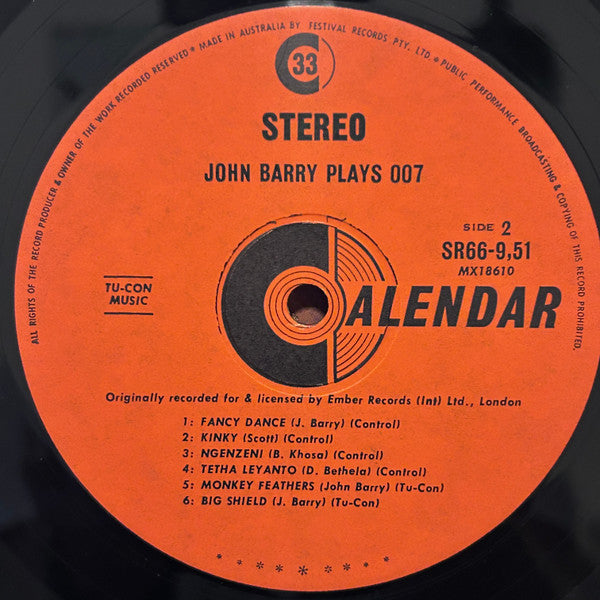 ALL RIGHTS OF THE RECORD PRODUCER & OWNER OF THE WORK RECORDED RESERVED * MADE IN AUSTRALIA BY FESTIVAL RECORDS PTY. LTD * PUBLIC PERFORMANCE BROADCASTING & COPYING OF THIS RECORD PROHIBITED.
33
STEREO
JOHN BARRY PLAYS 007
SIDE 2
SR66-9,51
MXT8610
TU-CON
MUSIC
CALENDAR
Originally recorded for & licensed by Ember Records (Int) Ltd., London
1: FANCY DANCE (J. Barry) (Control)
2: KINKY (Scott) (Control)
3: NGENZENI (B. Khosa) (Control)
4: TETHA LEYANTO (D. Bethela) (Control)
5: MONKEY FEATHERS (John Barry) (Tu-Con)
6: BIG SHIELD (J. Barry) (Tu-Con)